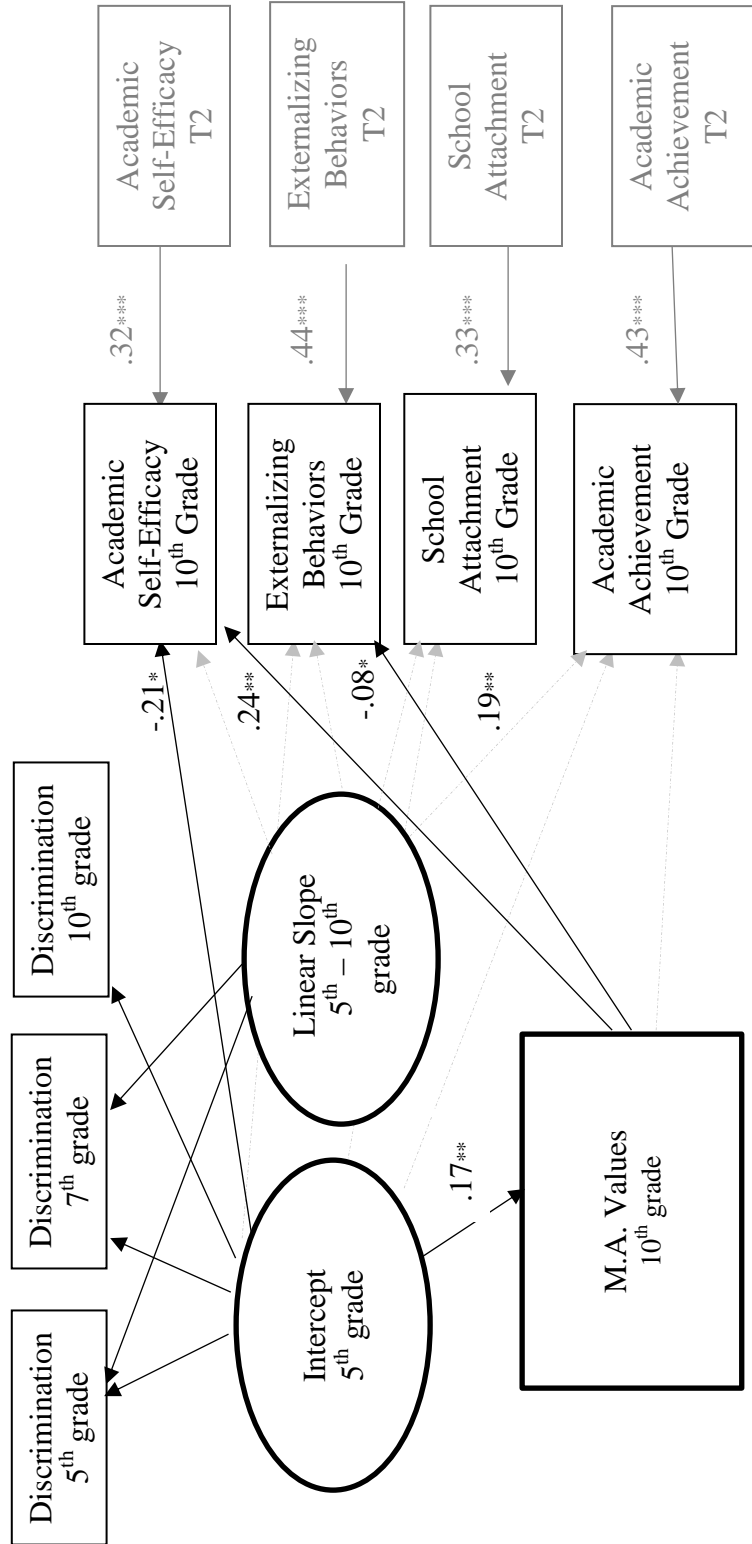 Discrimination
5th grade
Discrimination
7th grade
Discrimination
10th grade
Intercept
5th grade
Linear Slope
5th – 10th
grade
M.A. Values
10th grade
.17**
-.21*
.24**
-.08*
.19**
Academic
Self-Efficacy
10th Grade
Externalizing
Behaviors
10th Grade
School
Attachment
10th Grade
Academic
Achievement
10th Grade
.32***
.44***
.33***
.43***
Academic
Self-Efficacy
T2
Externalizing
Behaviors
T2
School
Attachment
T2
Academic
Achievement
T2